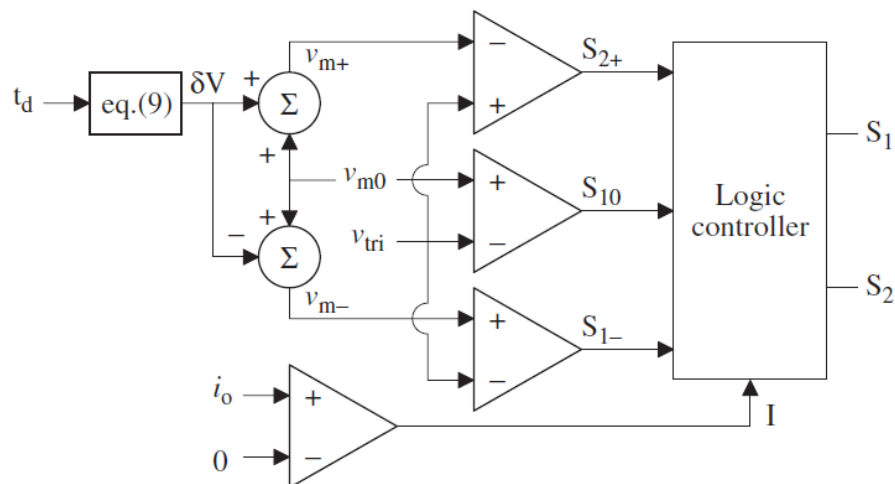 t_d
eq.(9)
δV
+
+
Σ
v_m+
−
+
S_2+
−
+
Σ
v_m0
v_tri
+
−
S_10
v_m−
+
−
S_1−
Logic
controller
S_1
S_2
i_o
0
+
−
I